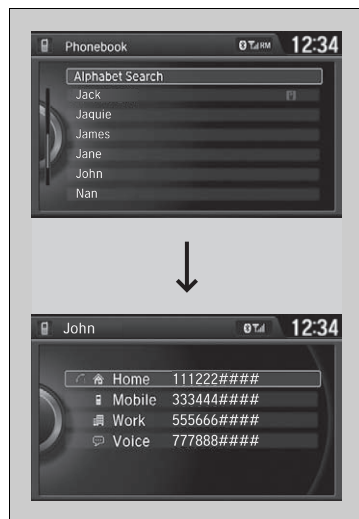 Phonebook HM 12:34
Alphabet Search
Jack
Jaquie
James
Jane
John
Nan
John 12:34
Home 111222####
Mobile 333444####
Work 555666####
Voice 777888####